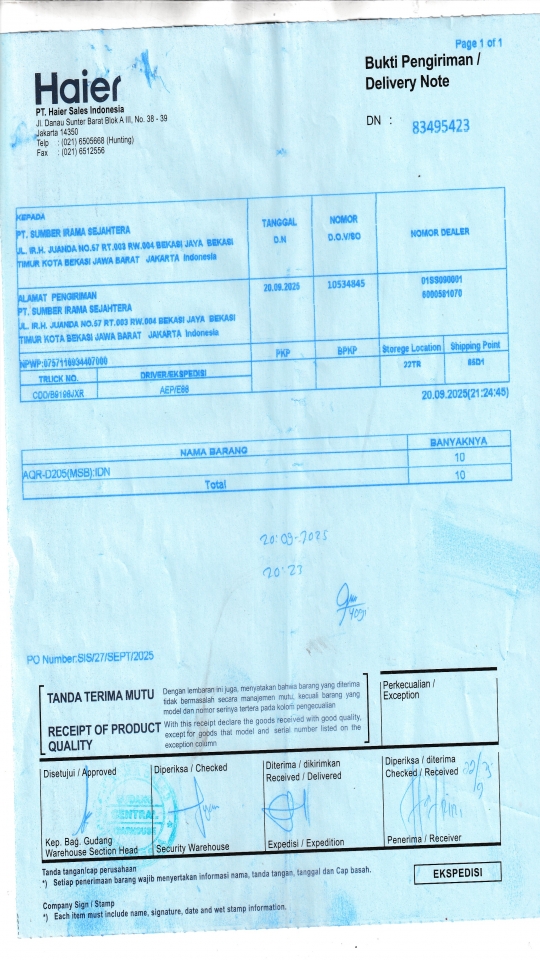 Page 1 of 1
Haier
PT. Haier Sales Indonesia
Jl. Danau Sunter Barat Blok A III, No. 38 - 39
Jakarta 14350
Telp : (021) 6505668 (Hunting)
Fax : (021) 6512556
Bukti Pengiriman /
Delivery Note
DN : 83495423
KEPADA
PT. SUMBER IRAMA SEJAHTERA
JL. IR.H. JUANDA NO.57 RT.003 RW.004 BEKASI JAYA BEKASI
TIMUR KOTA BEKASI JAWA BARAT JAKARTA Indonesia
TANGGAL
D.N
NOMOR
D.O.V/SO
NOMOR DEALER
ALAMAT PENGIRIMAN
PT. SUMBER IRAMA SEJAHTERA
JL. IR.H. JUANDA NO.57 RT.003 RW.004 BEKASI JAYA BEKASI
TIMUR KOTA BEKASI JAWA BARAT JAKARTA Indonesia
20.09.2025
10534845
NPWP:0757116934407000
PKP
BPKP
Storege Location
Shipping Point
TRUCK NO.
DRIVER/EKSPEDISI
22TR
CDD/B9198JXR
20.09.2025(21:24:45)
NAMA BARANG
BANYAKNYA
AQR-D205(MSB):IDN
10
Total
10
20-09-2025
20:23
PO Number:SIS/27/SEPT/2025
TANDA TERIMA MUTU
Dengan lembaran ini juga, menyatakan bahwa barang yang diterima
tidak bermasalah secara manajemen mutu, kecuali barang yang
model dan nomor serinya tertera pada kolom pengecualian
RECEIPT OF PRODUCT
QUALITY
With this receipt declare the goods received with good quality,
except for goods that model and serial number listed on the
exception column
Perkecualian /
Exception
Disetujui / Approved
Diperiksa / Checked
Diterima / dikirimkan
Received / Delivered
Diperiksa / diterima
Checked / Received
Kep. Bag. Gudang
Warehouse Section Head
Security Warehouse
Expedisi / Expedition
Penerima / Receiver
Tanda tangan/cap perusahaan
*) Setiap penerimaan barang wajib menyertakan informasi nama, tanda tangan, tanggal dan Cap basah.
EKSPEDISI
Company Sign / Stamp
*) Each item must include name, signature, date and wet stamp information.